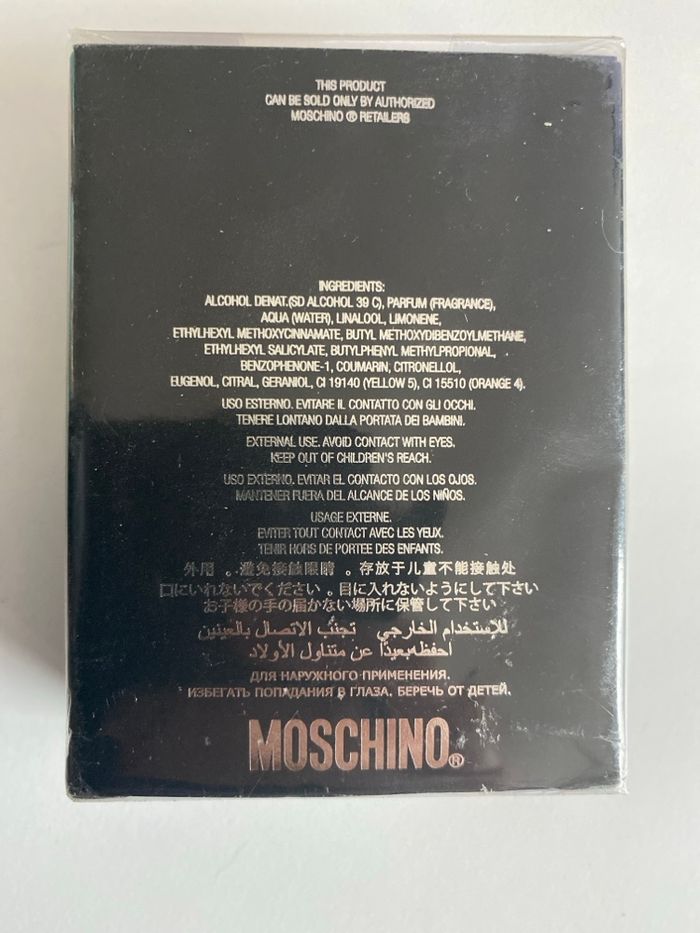 THIS PRODUCT
CAN BE SOLD ONLY BY AUTHORIZED
MOSCHINO ® RETAILERS
INGREDIENTS:
ALCOHOL DENAT.(SD ALCOHOL 39 C), PARFUM (FRAGRANCE),
AQUA (WATER), LINALOOL, LIMONENE,
ETHYLHEXYL METHOXYCINNAMATE, BUTYL METHOXYDIBENZOYLMETHANE,
ETHYLHEXYL SALICYLATE, BUTYLPHENYL METHYLPROPIONAL,
BENZOPHENONE-1, COUMARIN, CITRONELLOL,
EUGENOL, CITRAL, GERANIOL, CI 19140 (YELLOW 5), CI 15510 (ORANGE 4).
USO ESTERNO. EVITARE IL CONTATTO CON GLI OCCHI.
TENERE LONTANO DALLA PORTATA DEI BAMBINI.
EXTERNAL USE. AVOID CONTACT WITH EYES.
KEEP OUT OF CHILDREN'S REACH.
USO EXTERNO. EVITAR EL CONTACTO CON LOS OJOS.
MANTENER FUERA DEL ALCANCE DE LOS NIÑOS.
USAGE EXTERNE.
EVITER TOUT CONTACT AVEC LES YEUX.
TENIR HORS DE PORTEE DES ENFANTS.
外用 。避免接触眼睛 。存放于儿童不能接触处
口にいれないでください 。目に入れないようにして下さい
お子様の手の届かない場所に保管して下さい
للإستخدام الخارجي تجنّب الاتصال بالعينين
احفظه بعيدًا عن متناول الأولاد
ДЛЯ НАРУЖНОГО ПРИМЕНЕНИЯ.
ИЗБЕГАТЬ ПОПАДАНИЯ В ГЛАЗА, БЕРЕЧЬ ОТ ДЕТЕЙ.
MOSCHINO®